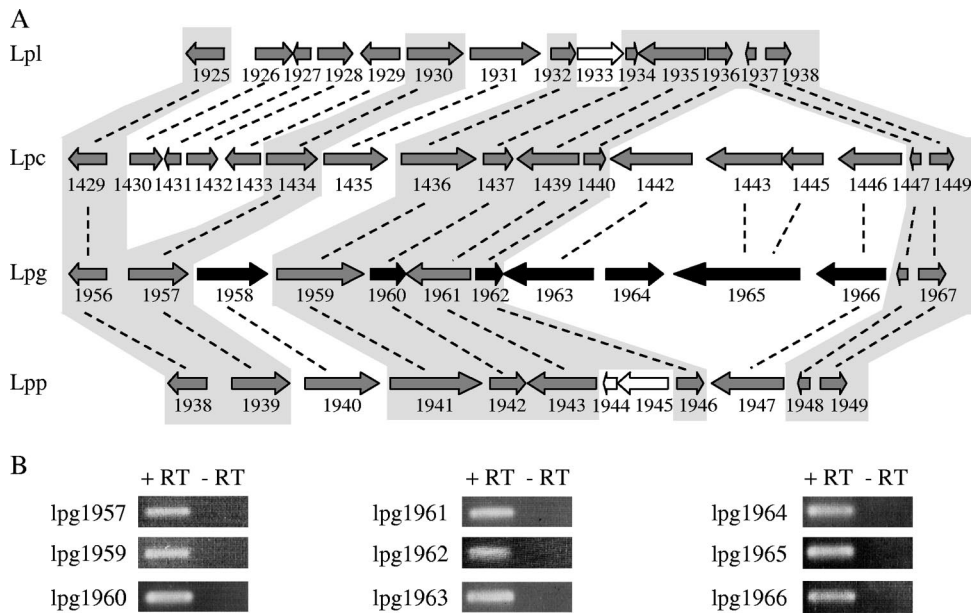 A
Lpl
1925 1926 1927 1928 1929 1930 1931 1932 1933 1934 1935 1936 1937 1938
Lpc
1429 1430 1431 1432 1433 1434 1435 1436 1437 1439 1440 1442 1443 1445 1446 1447 1449
Lpg
1956 1957 1958 1959 1960 1961 1962 1963 1964 1965 1966 1967
Lpp
1938 1939 1940 1941 1942 1943 1944 1945 1946 1947 1948 1949
B
+ RT - RT + RT - RT + RT - RT
lpg1957 lpg1961 lpg1964
lpg1959 lpg1962 lpg1965
lpg1960 lpg1963 lpg1966